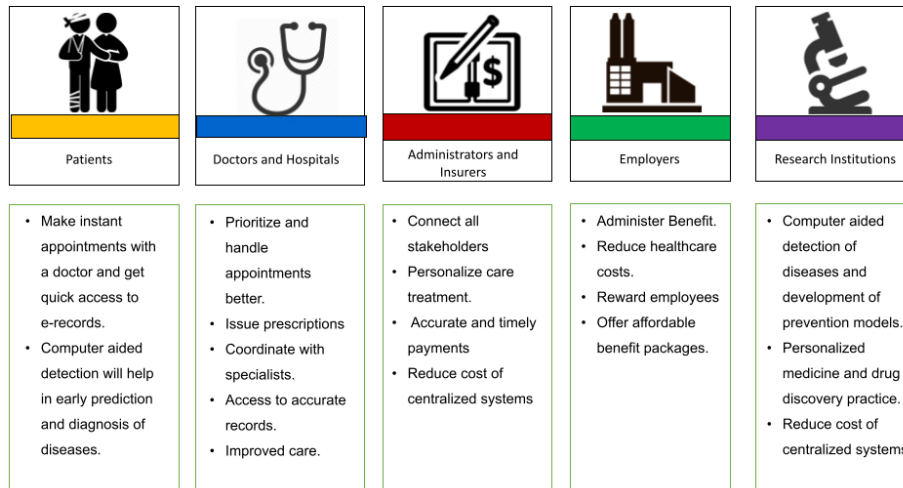 Patients
Doctors and Hospitals
Administrators and
Insurers
Employers
Research Institutions
$
• Make instant
appointments with
a doctor and get
quick access to
e-records.
• Computer aided
detection will help
in early prediction
and diagnosis of
diseases.
• Prioritize and
handle
appointments
better.
• Issue prescriptions
• Coordinate with
specialists.
• Access to accurate
records.
• Improved care.
• Connect all
stakeholders
• Personalize care
treatment.
• Accurate and timely
payments
• Reduce cost of
centralized systems
• Administer Benefit.
• Reduce healthcare
costs.
• Reward employees
• Offer affordable
benefit packages.
• Computer aided
detection of
diseases and
development of
prevention models.
• Personalized
medicine and drug
discovery practice.
• Reduce cost of
centralized systems